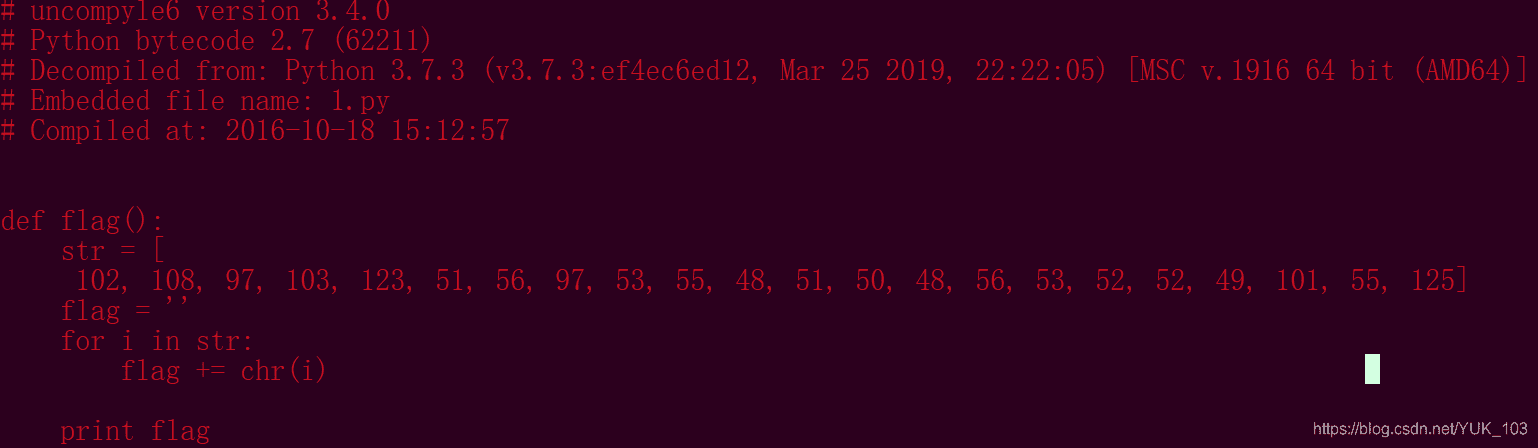 # uncompyle6 version 3.4.0
# Python bytecode 2.7 (62211)
# Decompiled from: Python 3.7.3 (v3.7.3:ef4ec6ed12, Mar 25 2019, 22:22:05) [MSC v.1916 64 bit (AMD64)]
# Embedded file name: 1.py
# Compiled at: 2016-10-18 15:12:57
def flag():
    str = [
     102, 108, 97, 103, 123, 51, 56, 97, 53, 55, 48, 51, 50, 48, 56, 53, 52, 52, 49, 101, 55, 125]
    flag = ''
    for i in str:
        flag += chr(i)
    print flag
https://blog.csdn.net/YUK_103